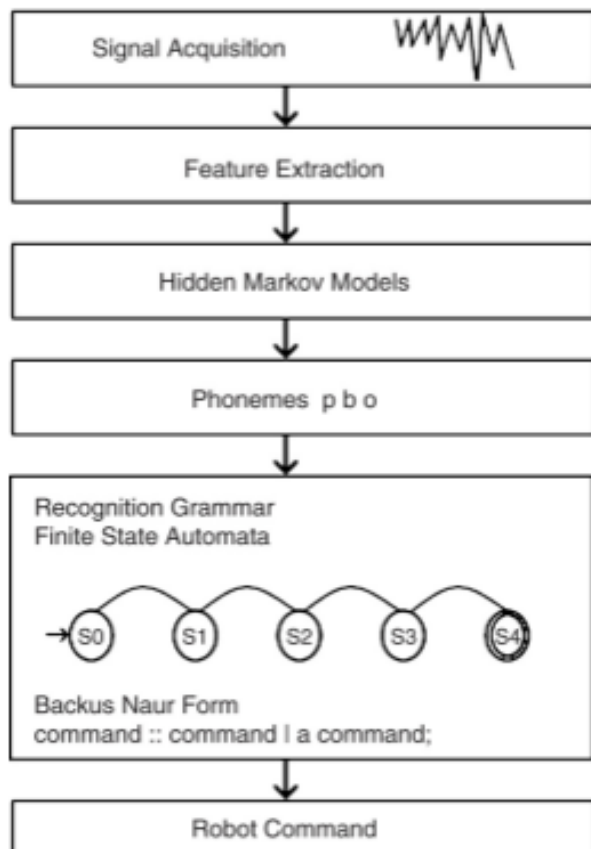 Signal Acquisition
Feature Extraction
Hidden Markov Models
Phonemes p b o
Recognition Grammar
Finite State Automata
S0 S1 S2 S3 S4
Backus Naur Form
command :: command | a command;
Robot Command